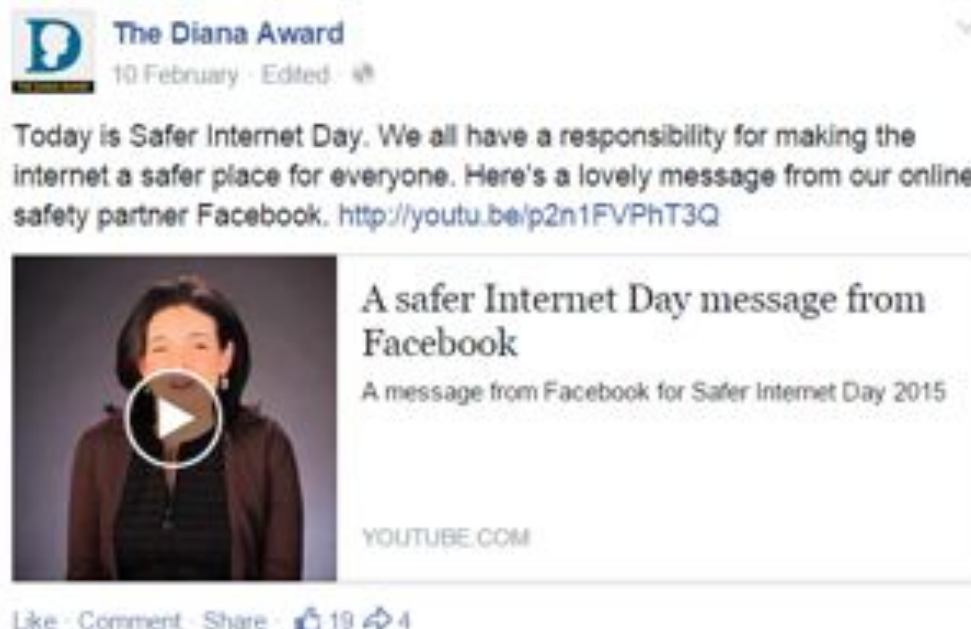 The Diana Award
10 February · Edited ·
Today is Safer Internet Day. We all have a responsibility for making the
internet a safer place for everyone. Here's a lovely message from our online
safety partner Facebook. http://youtu.be/p2n1FVPhT3Q
A safer Internet Day message from
Facebook
A message from Facebook for Safer Internet Day 2015
YOUTUBE.COM
Like · Comment · Share · 19 4